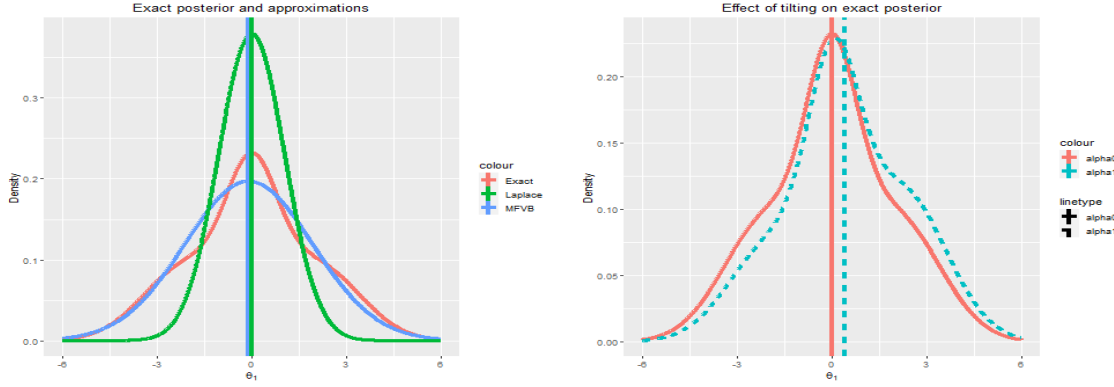 Exact posterior and approximations
Density
0.3
0.2
0.1
0.0
-6
-3
0
3
6
θ1
colour
Exact
Laplace
MFVB
Effect of tilting on exact posterior
Density
0.20
0.15
0.10
0.05
0.00
-6
-3
0
3
6
θ1
colour
linetype